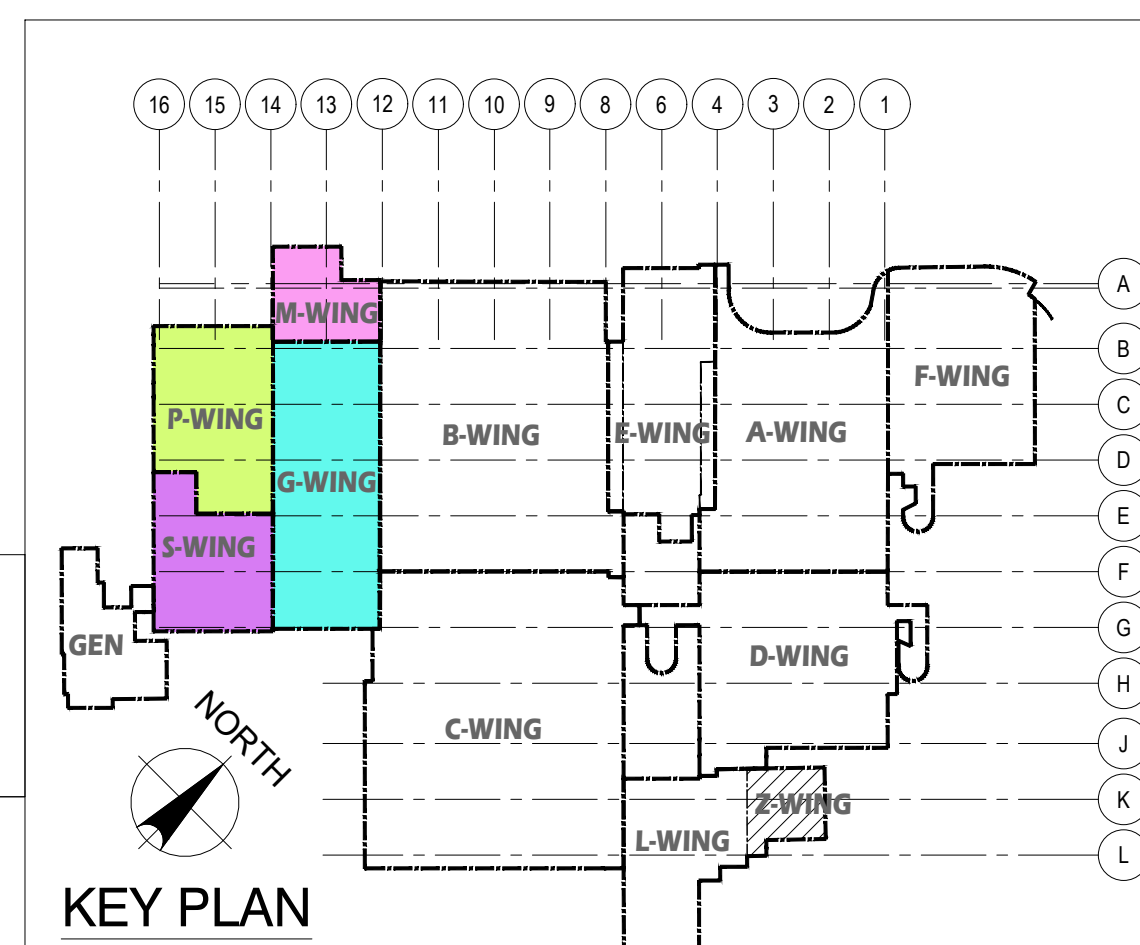 16 15 14 13 12 11 10 9 8 6 4 3 2 1
A
M-WING
B
F-WING
C
P-WING
B-WING
E-WING
A-WING
D
G-WING
E
S-WING
F
G
GEN
D-WING
H
NORTH
C-WING
J
K
Z-WING
L-WING
L
KEY PLAN